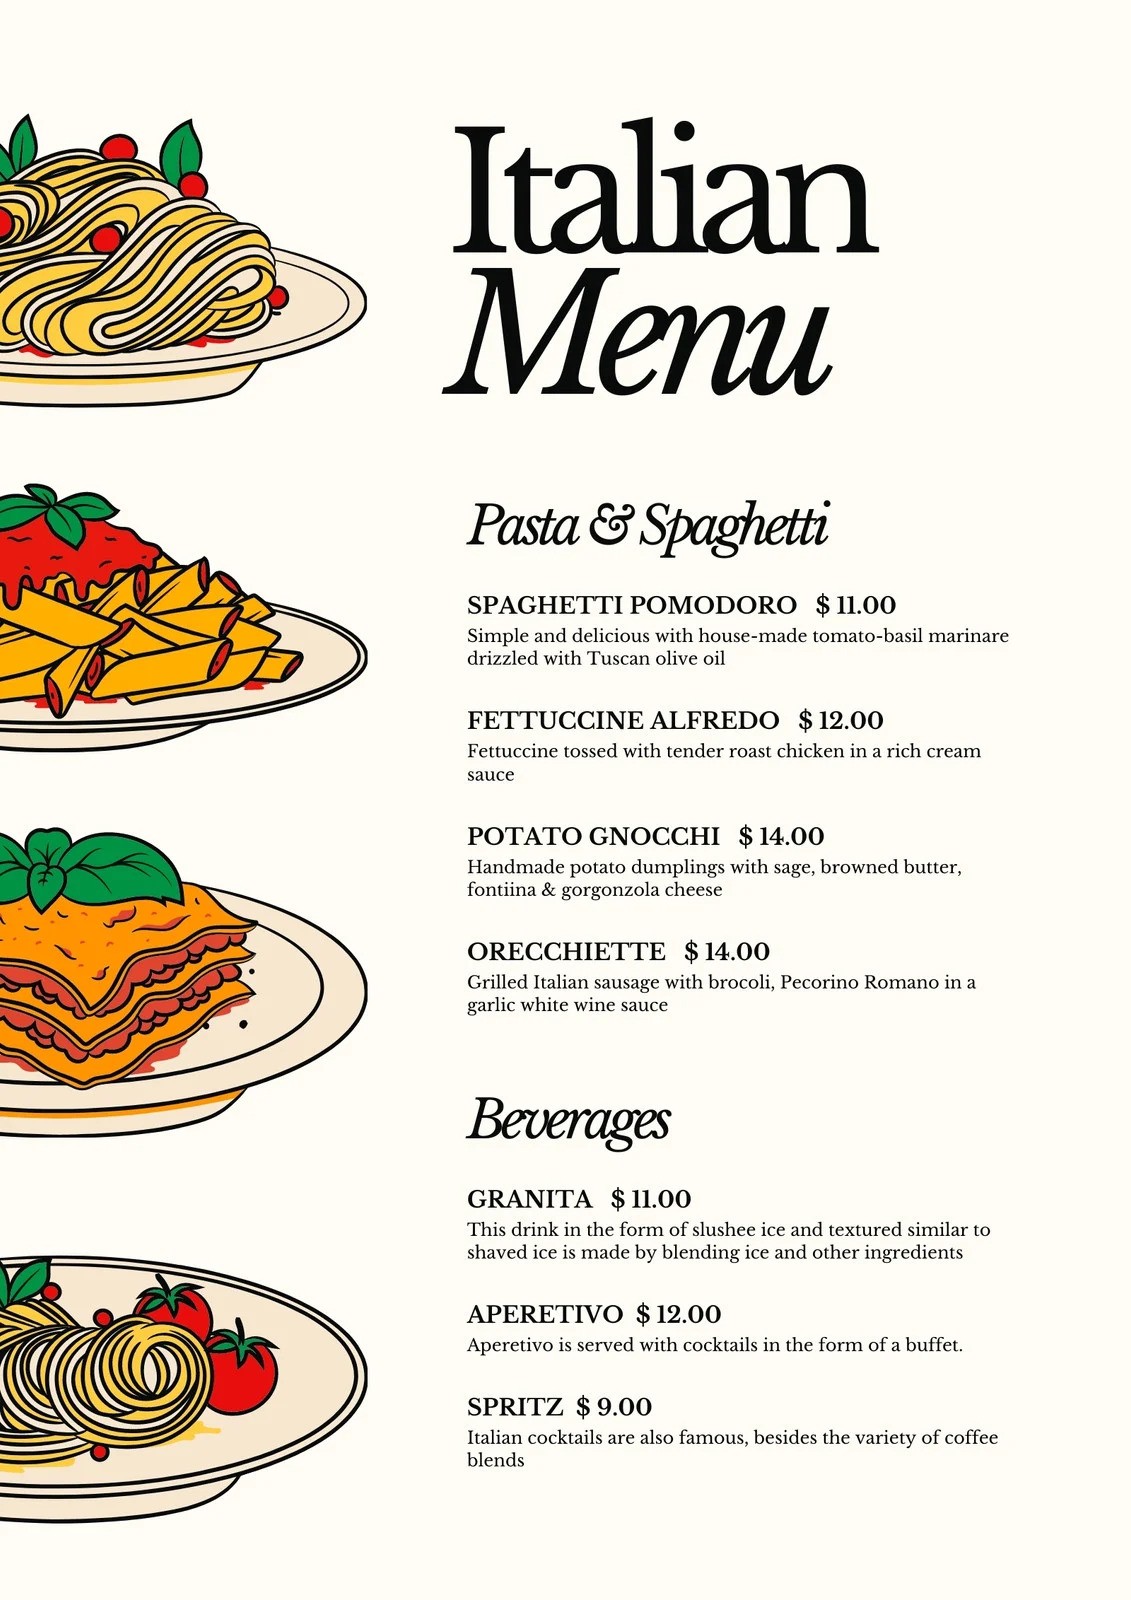 Italian
Menu
Pasta & Spaghetti
SPAGHETTI POMODORO $ 11.00
Simple and delicious with house-made tomato-basil marinare
drizzled with Tuscan olive oil
FETTUCCINE ALFREDO $ 12.00
Fettuccine tossed with tender roast chicken in a rich cream
sauce
POTATO GNOCCHI $ 14.00
Handmade potato dumplings with sage, browned butter,
fontiina & gorgonzola cheese
ORECCHIETTE $ 14.00
Grilled Italian sausage with brocoli, Pecorino Romano in a
garlic white wine sauce
Beverages
GRANITA $ 11.00
This drink in the form of slushee ice and textured similar to
shaved ice is made by blending ice and other ingredients
APERETIVO $ 12.00
Aperetivo is served with cocktails in the form of a buffet.
SPRITZ $ 9.00
Italian cocktails are also famous, besides the variety of coffee
blends